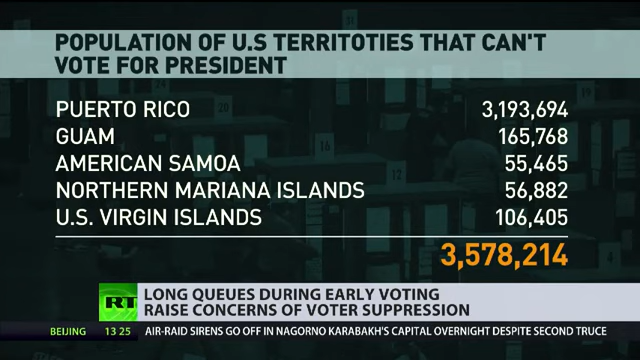 POPULATION OF U.S TERRITOTIES THAT CAN'T
VOTE FOR PRESIDENT
PUERTO RICO 3,193,694
GUAM 165,768
AMERICAN SAMOA 55,465
NORTHERN MARIANA ISLANDS 56,882
U.S. VIRGIN ISLANDS 106,405
3,578,214
RT LONG QUEUES DURING EARLY VOTING
RAISE CONCERNS OF VOTER SUPPRESSION
BEIJING 13:25 AIR-RAID SIRENS GO OFF IN NAGORNO KARABAKH'S CAPITAL OVERNIGHT DESPITE SECOND TRUCE